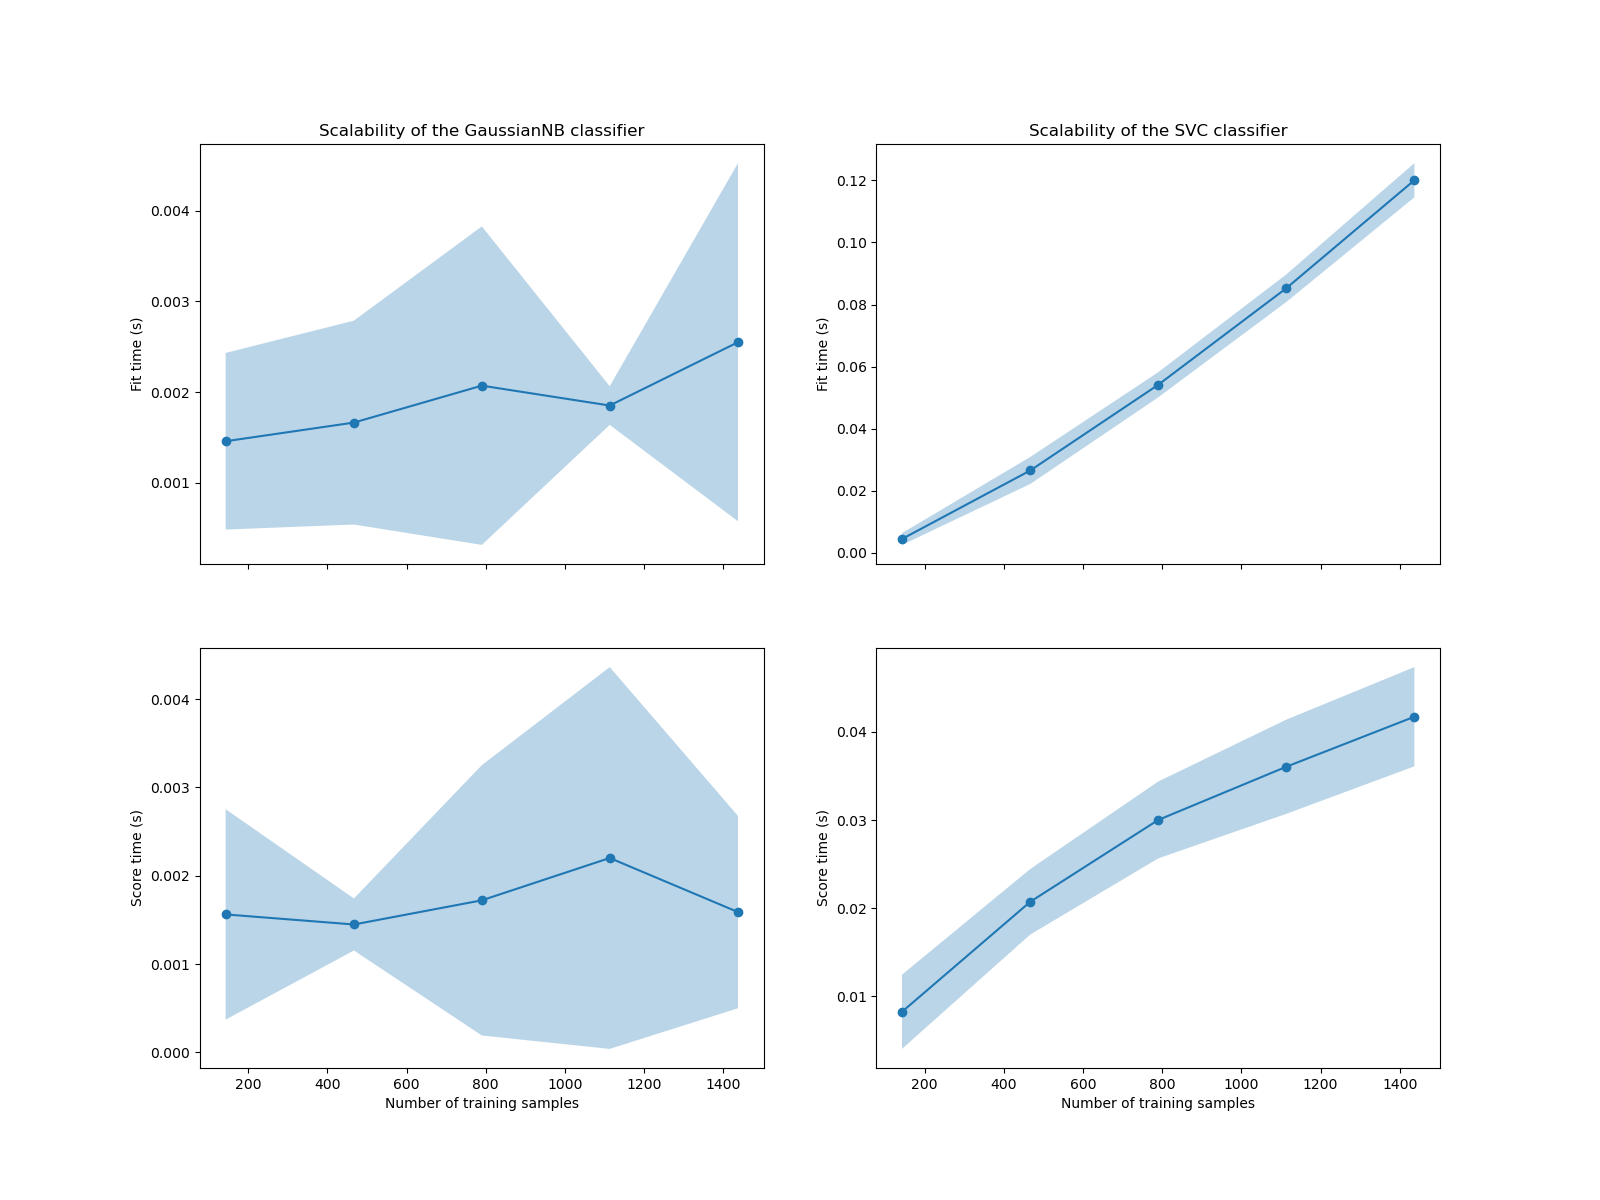 Scalability of the GaussianNB classifier
Fit time (s)
0.004
0.003
0.002
0.001
Scalability of the SVC classifier
Fit time (s)
0.12
0.10
0.08
0.06
0.04
0.02
0.00
Score time (s)
0.004
0.003
0.002
0.001
0.000
200 400 600 800 1000 1200 1400
Number of training samples
Score time (s)
0.04
0.03
0.02
0.01
200 400 600 800 1000 1200 1400
Number of training samples